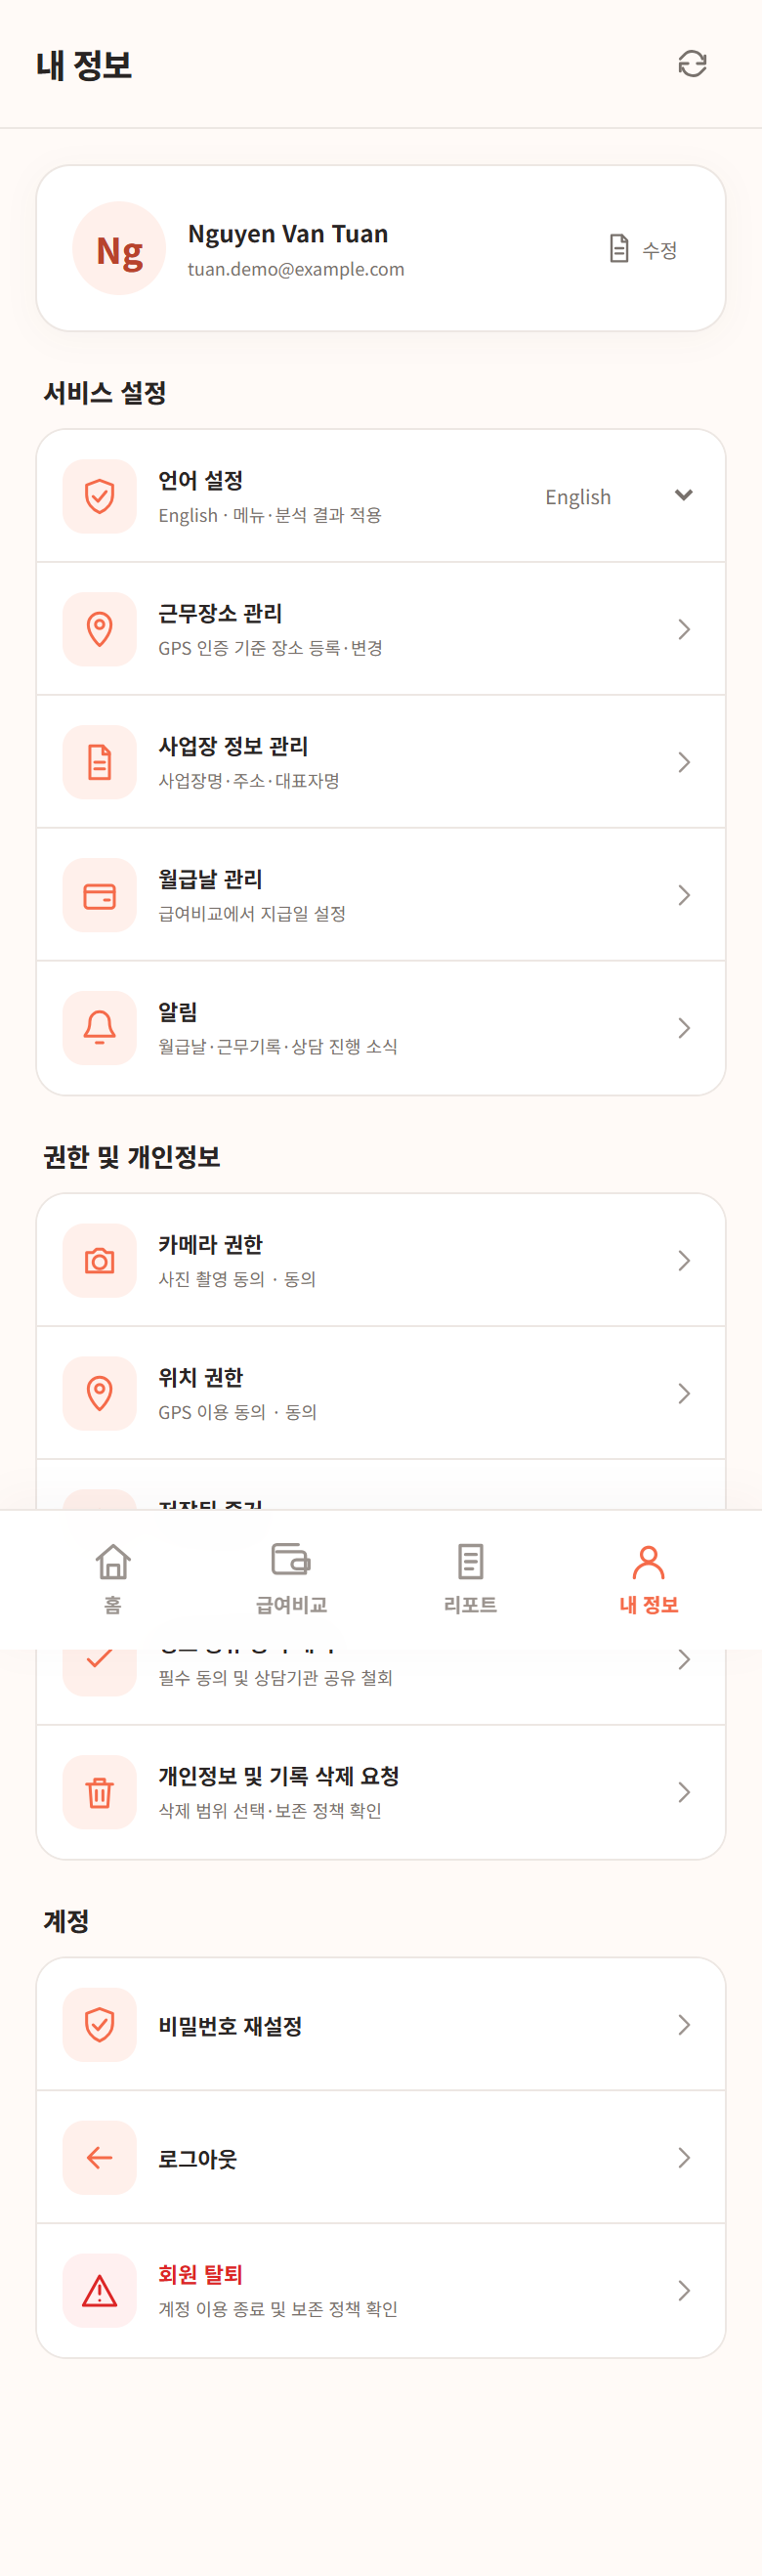 내 정보
Ng
Nguyen Van Tuan
tuan.demo@example.com
수정
서비스 설정
언어 설정
English · 메뉴·분석 결과 적용
English
근무장소 관리
GPS 인증 기준 장소 등록·변경
사업장 정보 관리
사업장명·주소·대표자명
월급날 관리
급여비교에서 지급일 설정
알림
월급날·근무기록·상담 진행 소식
권한 및 개인정보
카메라 권한
사진 촬영 동의 · 동의
위치 권한
GPS 이용 동의 · 동의
홈
급여비교
리포트
내 정보
필수 동의 및 상담기관 공유 철회
개인정보 및 기록 삭제 요청
삭제 범위 선택·보존 정책 확인
계정
비밀번호 재설정
로그아웃
회원 탈퇴
계정 이용 종료 및 보존 정책 확인